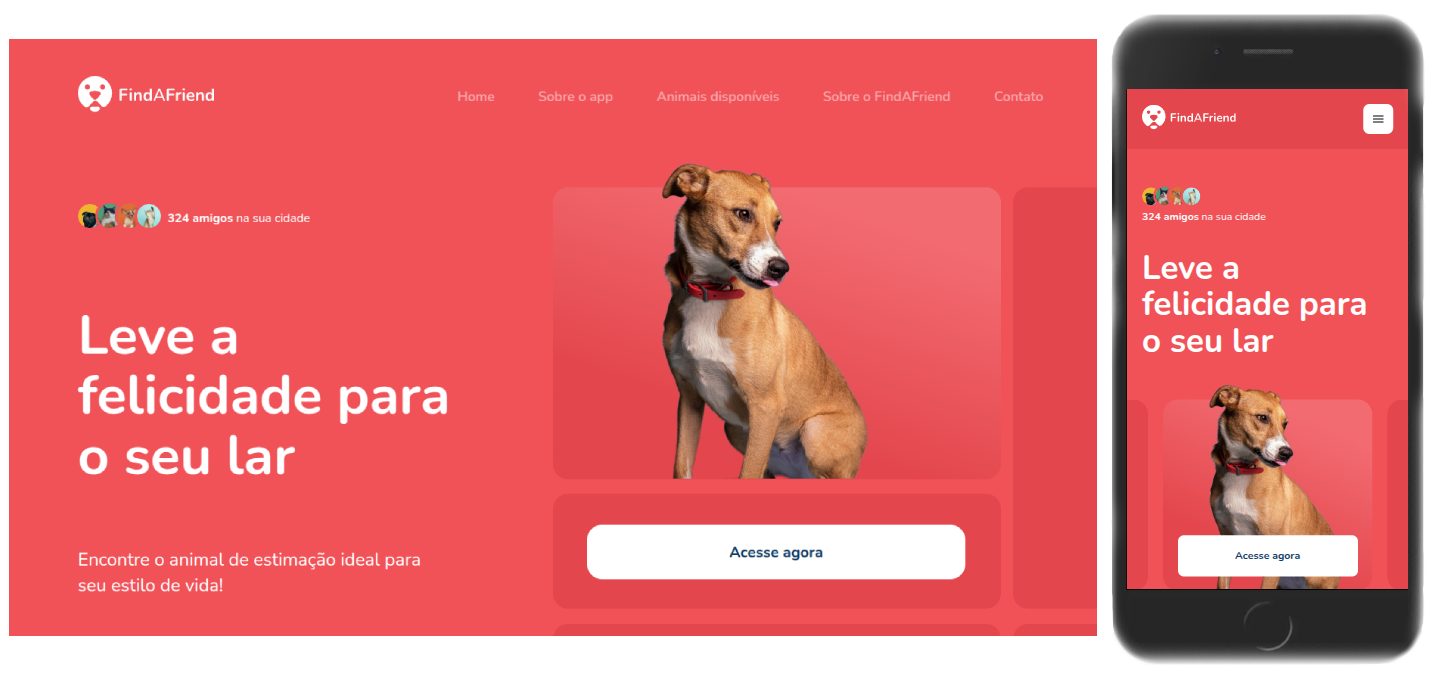 FindAFriend
Home Sobre o app Animais disponíveis Sobre o FindAFriend Contato
324 amigos na sua cidade
Leve a
felicidade para
o seu lar
Encontre o animal de estimação ideal para
seu estilo de vida!
Acesse agora
FindAFriend
324 amigos na sua cidade
Leve a
felicidade para
o seu lar
Acesse agora